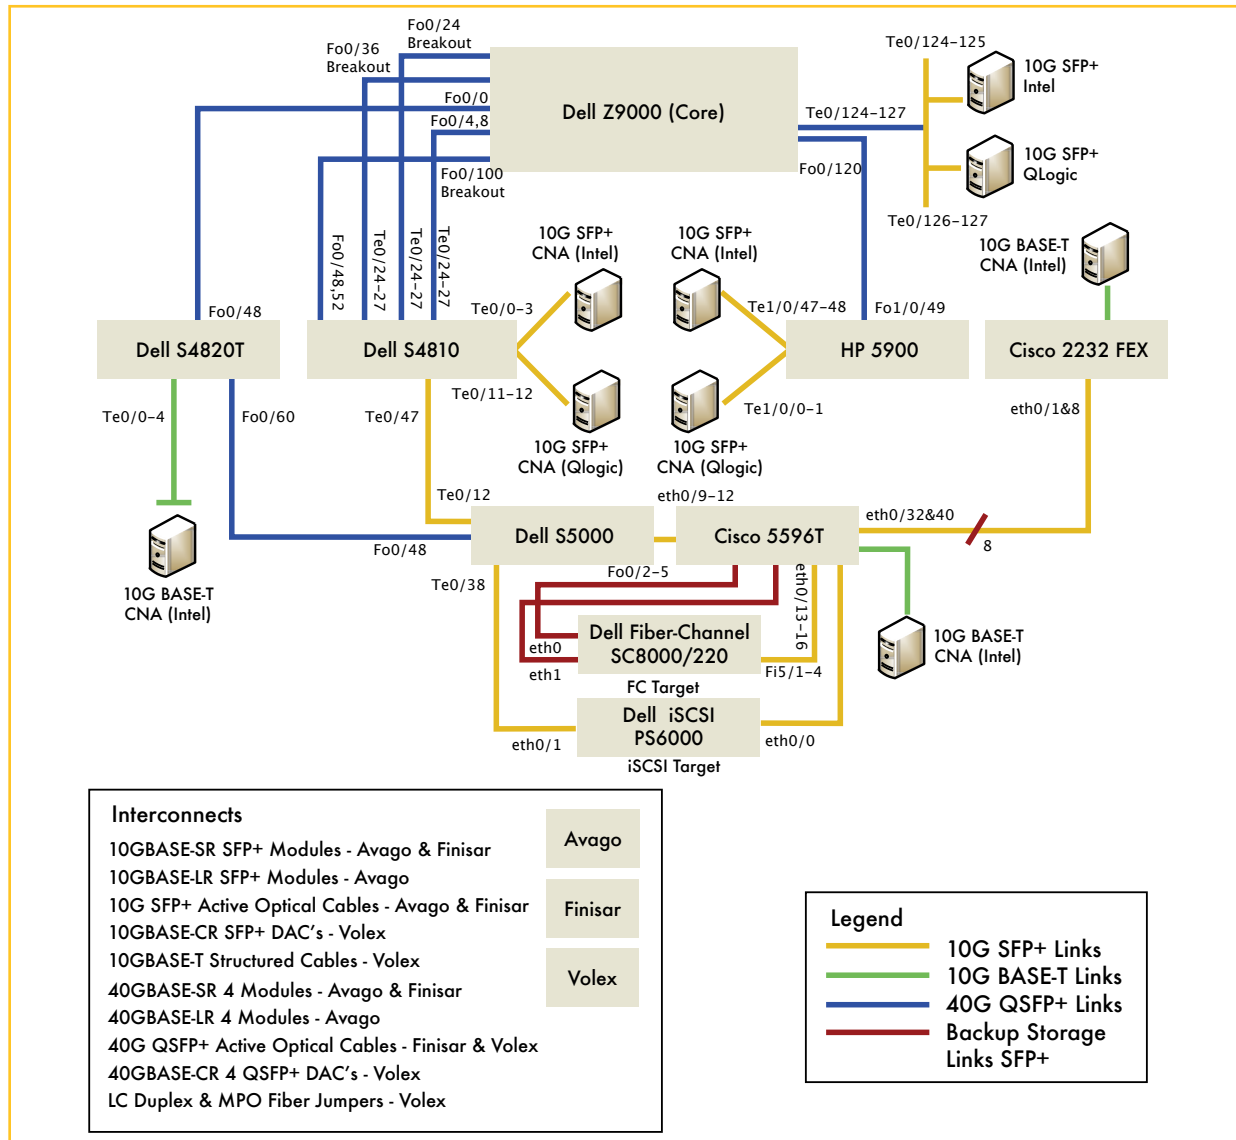 Fo0/24
Breakout
Fo0/36
Breakout
Fo0/0
Fo0/4,8
Fo0/100
Breakout
Dell Z9000 (Core)
Te0/124-125
10G SFP+
Intel
Te0/124-127
10G SFP+
QLogic
Fo0/120
Te0/126-127
Fo0/48,52
Te0/24-27
Te0/24-27
Te0/24-27
10G SFP+
CNA (Intel)
10G SFP+
CNA (Intel)
10G BASE-T
CNA (Intel)
Fo0/48
Te0/0-3
Te1/0/47-48
Fo1/0/49
Dell S4820T
Dell S4810
HP 5900
Cisco 2232 FEX
Te0/0-4
Fo0/60
Te0/47
Te0/11-12
Te1/0/0-1
eth0/1&8
10G SFP+
CNA (Qlogic)
10G SFP+
CNA (Qlogic)
Te0/12
eth0/9-12
eth0/32&40
8
Dell S5000
Cisco 5596T
Fo0/48
Te0/38
Fo0/2-5
eth0/13-16
10G BASE-T
CNA (Intel)
10G BASE-T
CNA (Intel)
Dell Fiber-Channel
SC8000/220
eth0
eth1
Fi5/1-4
FC Target
Dell iSCSI
PS6000
eth0/1
eth0/0
iSCSI Target
Interconnects
10GBASE-SR SFP+ Modules - Avago & Finisar
10GBASE-LR SFP+ Modules - Avago
10G SFP+ Active Optical Cables - Avago & Finisar
10GBASE-CR SFP+ DAC's - Volex
10GBASE-T Structured Cables - Volex
40GBASE-SR 4 Modules - Avago & Finisar
40GBASE-LR 4 Modules - Avago
40G QSFP+ Active Optical Cables - Finisar & Volex
40GBASE-CR 4 QSFP+ DAC's - Volex
LC Duplex & MPO Fiber Jumpers - Volex
Avago
Finisar
Volex
Legend
10G SFP+ Links
10G BASE-T Links
40G QSFP+ Links
Backup Storage
Links SFP+